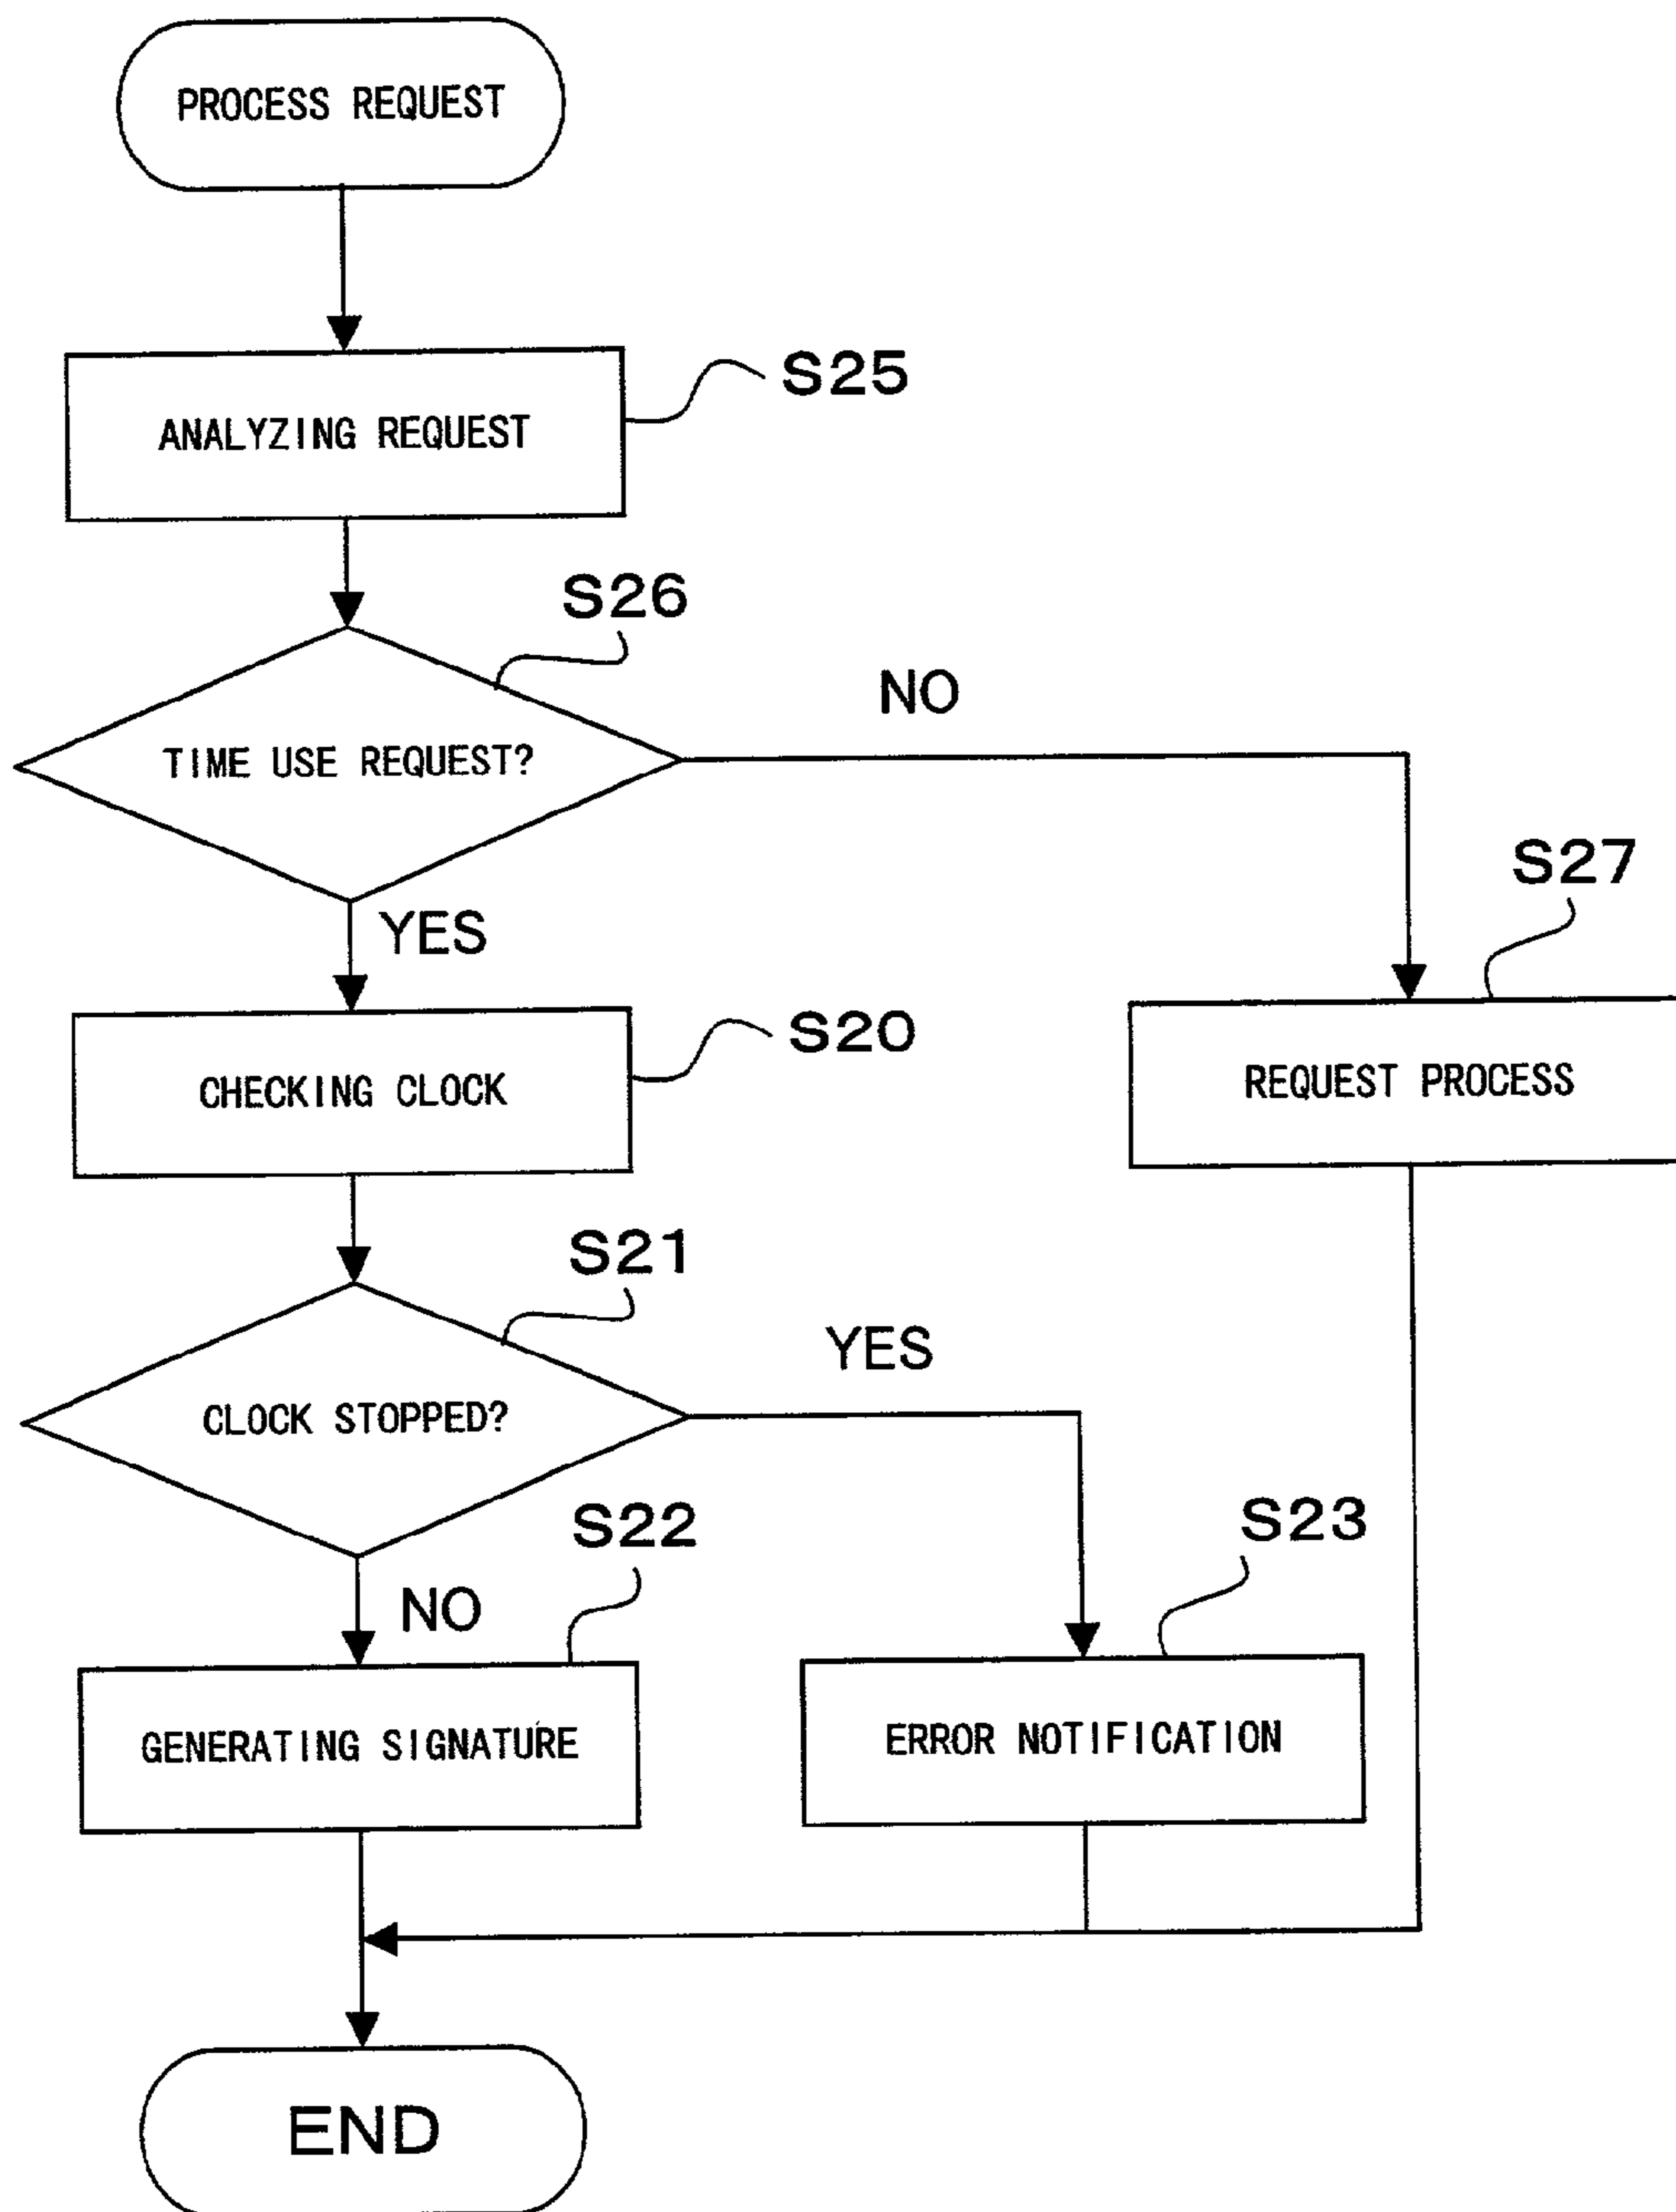 PROCESS REQUEST
S25
ANALYZING REQUEST
S26
NO
TIME USE REQUEST?
S27
YES
S20
CHECKING CLOCK
REQUEST PROCESS
S21
YES
CLOCK STOPPED?
S22
S23
NO
GENERATING SIGNATURE
ERROR NOTIFICATION
END